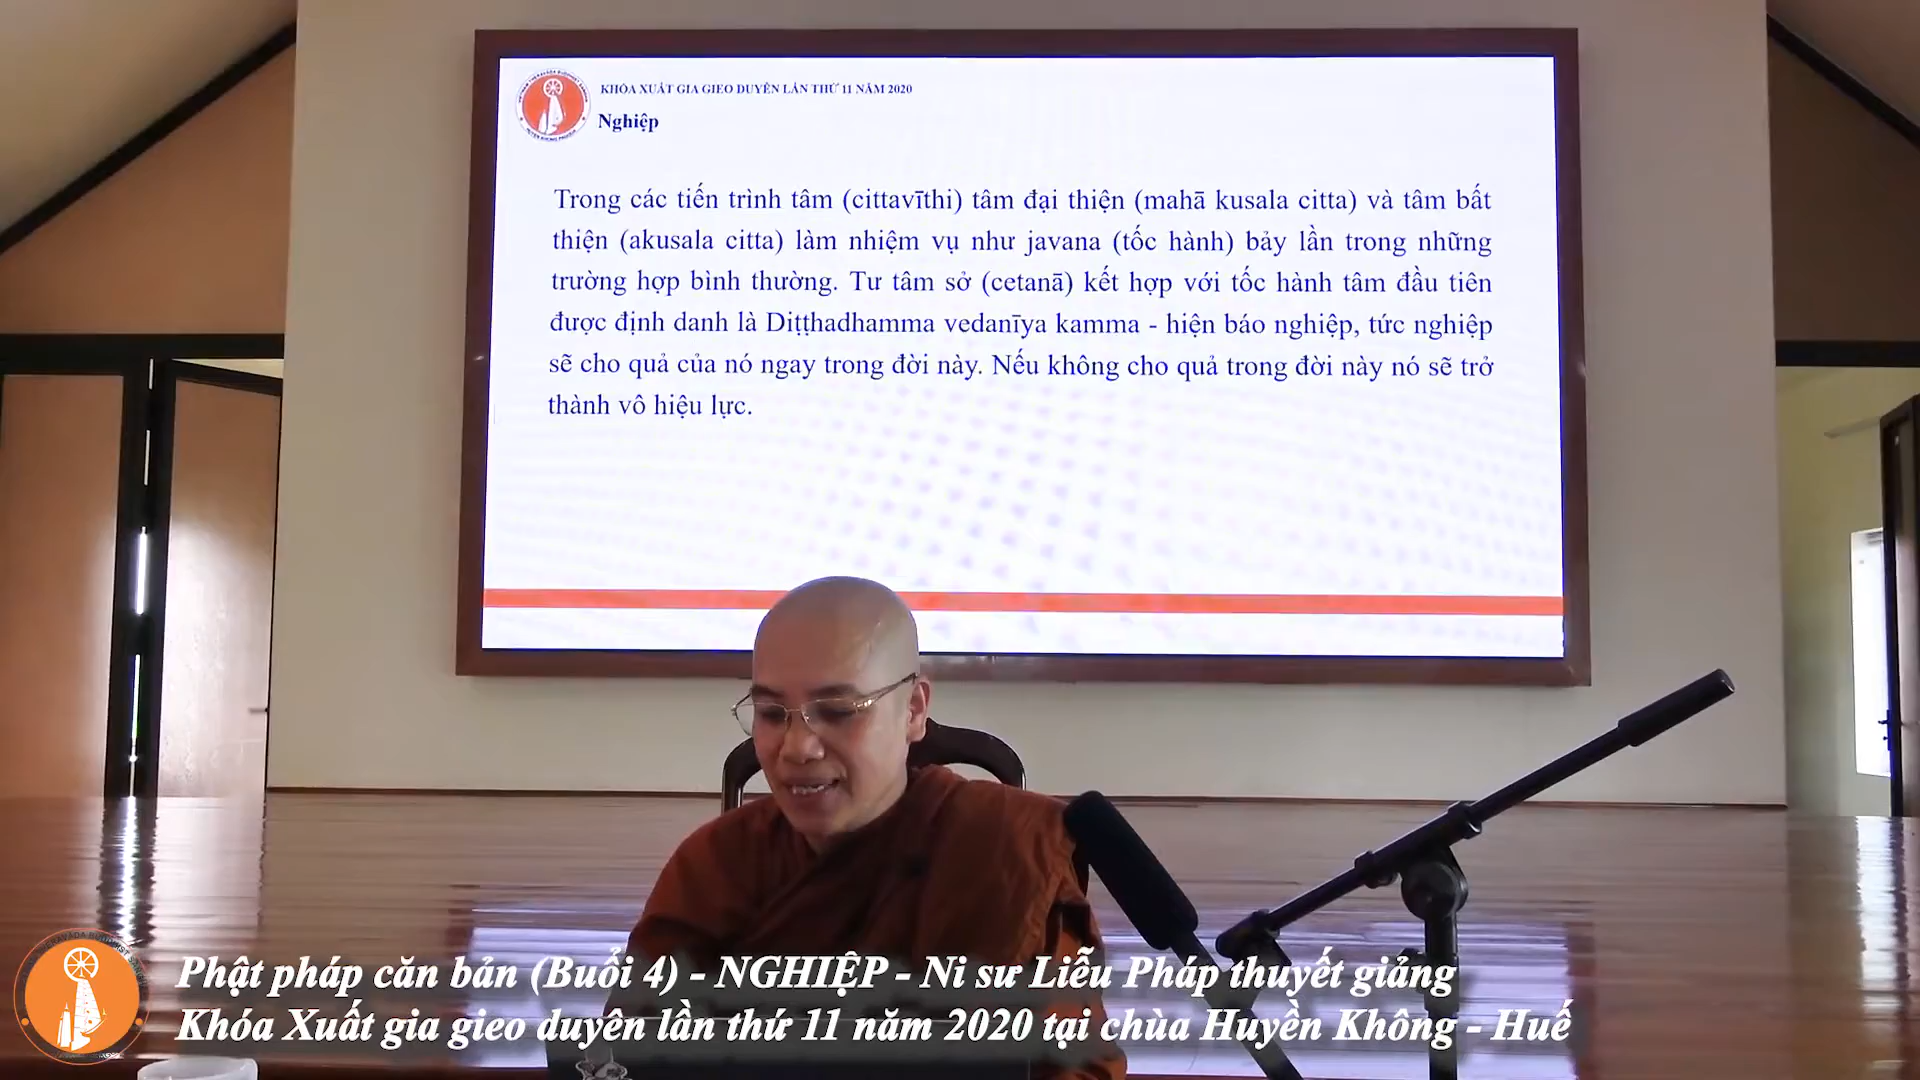 KHÓA XUẤT GIA GIEO DUYÊN LẦN THỨ 11 NĂM 2020
Nghiệp
Trong các tiến trình tâm (cittavīthi) tâm đại thiện (mahā kusala citta) và tâm bất
thiện (akusala citta) làm nhiệm vụ như javana (tốc hành) bảy lần trong những
trường hợp bình thường. Tư tâm sở (cetanā) kết hợp với tốc hành tâm đầu tiên
được định danh là Diṭṭhadhamma vedanīya kamma - hiện báo nghiệp, tức nghiệp
sẽ cho quả của nó ngay trong đời này. Nếu không cho quả trong đời này nó sẽ trở
thành vô hiệu lực.
Phật pháp căn bản (Buổi 4) - NGHIỆP - Ni sư Liễu Pháp thuyết giảng
Khóa Xuất gia gieo duyên lần thứ 11 năm 2020 tại chùa Huyền Không - Huế